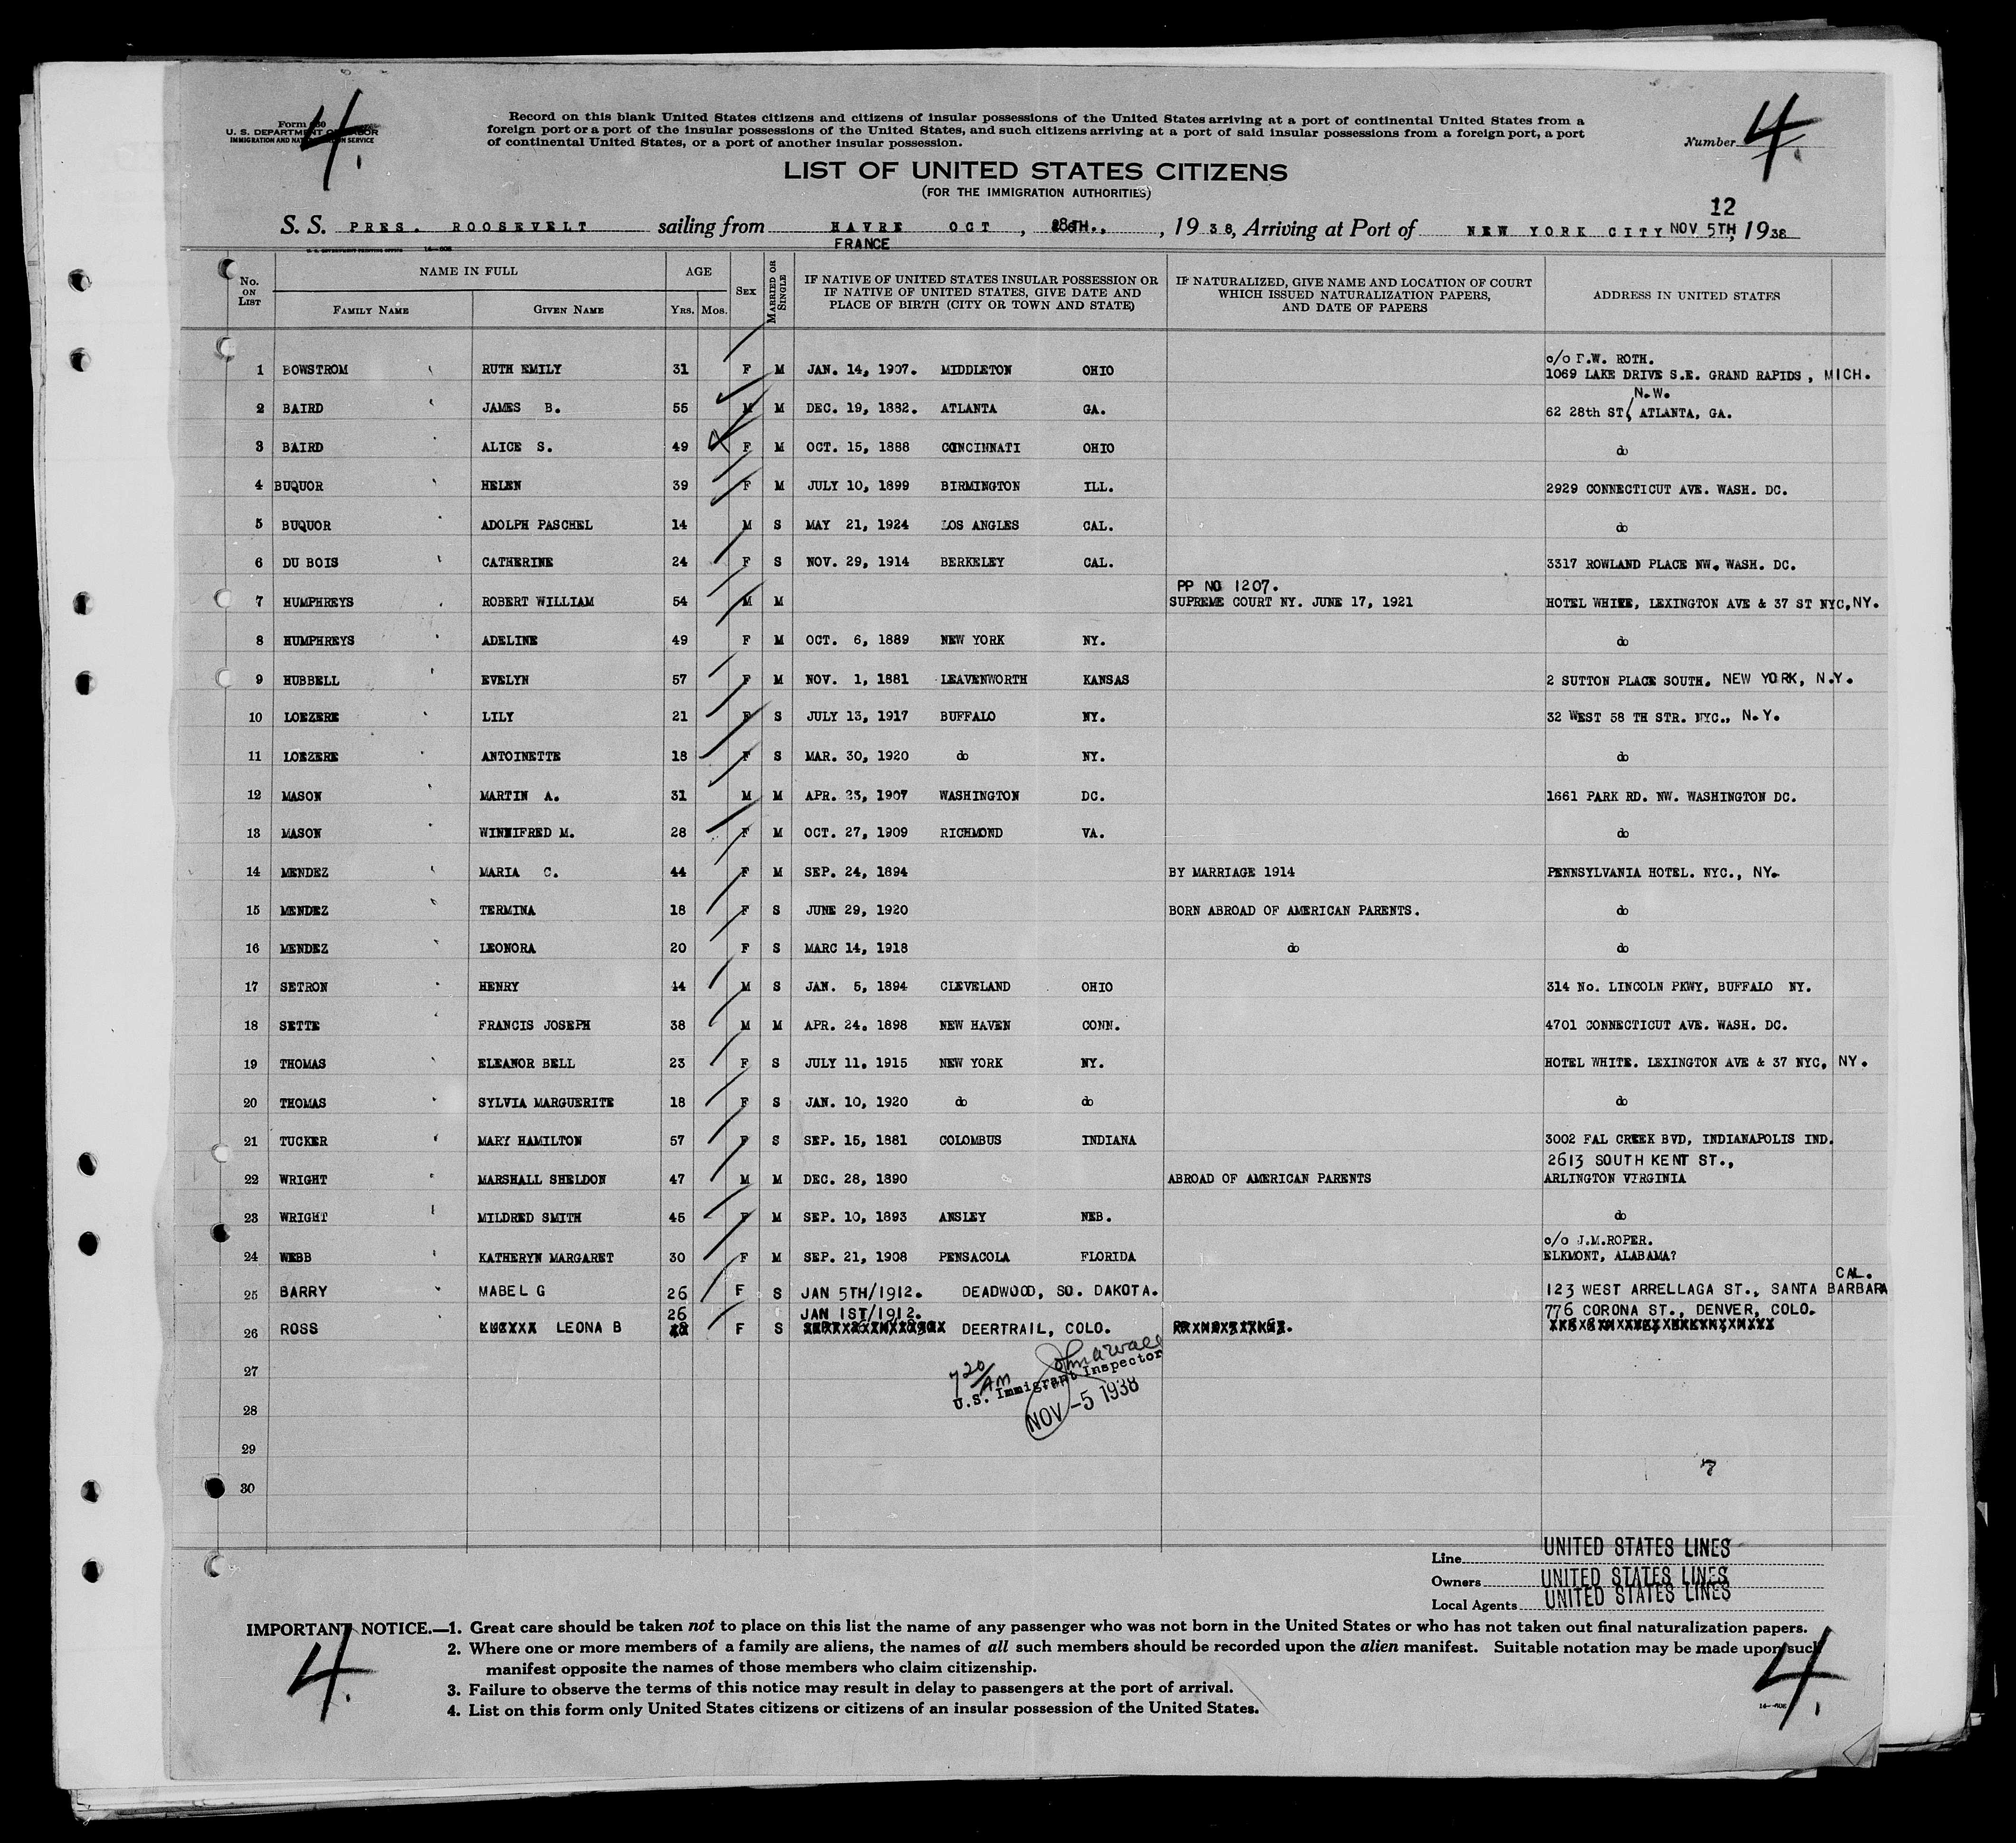 4.
Form 630
U. S. DEPARTMENT OF LABOR
IMMIGRATION AND NATURALIZATION SERVICE
Record on this blank United States citizens and citizens of insular possessions of the United States arriving at a port of continental United States from a
foreign port or a port of the insular possessions of the United States, and such citizens arriving at a port of said insular possessions from a foreign port, a port
of continental United States, or a port of another insular possession.
Number 4.
LIST OF UNITED STATES CITIZENS
(FOR THE IMMIGRATION AUTHORITIES)
12
S. S. PRES. ROOSEVELT sailing from HAVRE OCT , 28TH., , 19 38, Arriving at Port of NEW YORK CITY NOV 5TH, 19 38
FRANCE
No. ON LIST
NAME IN FULL
FAMILY NAME
GIVEN NAME
AGE
YRS. MOS.
SEX
MARRIED OR SINGLE
IF NATIVE OF UNITED STATES INSULAR POSSESSION OR
IF NATIVE OF UNITED STATES, GIVE DATE AND
PLACE OF BIRTH (CITY OR TOWN AND STATE)
IF NATURALIZED, GIVE NAME AND LOCATION OF COURT
WHICH ISSUED NATURALIZATION PAPERS,
AND DATE OF PAPERS
ADDRESS IN UNITED STATES
c/o F.W. ROTH.
1 BOWSTROM RUTH EMILY 31 F M JAN. 14, 1907. MIDDLETON OHIO 1069 LAKE DRIVE S.E. GRAND RAPIDS, MICH.
N.W.
2 BAIRD JAMES B. 55 M M DEC. 19, 1882. ATLANTA GA. 62 28th ST, ATLANTA, GA.
3 BAIRD ALICE S. 49 F M OCT. 15, 1888 CONCINNATI OHIO do
4 BUQUOR HELEN 39 F M JULY 10, 1899 BIRMINGTON ILL. 2929 CONNECTICUT AVE. WASH. DC.
5 BUQUOR ADOLPH PASCHEL 14 M S MAY 21, 1924 LOS ANGLES CAL. do
6 DU BOIS CATHERINE 24 F S NOV. 29, 1914 BERKELEY CAL. 3317 ROWLAND PLACE NW. WASH. DC.
PP NO 1207.
7 HUMPHREYS ROBERT WILLIAM 54 M M SUPREME COURT NY. JUNE 17, 1921 HOTEL WHITE, LEXINGTON AVE & 37 ST NYC, NY.
8 HUMPHREYS ADELINE 49 F M OCT. 6, 1889 NEW YORK NY. do
9 HUBBELL EVELYN 57 F M NOV. 1, 1881 LEAVENWORTH KANSAS 2 SUTTON PLACE SOUTH. NEW YORK, N.Y.
10 LOEZERE LILY 21 F S JULY 13, 1917 BUFFALO NY. 32 WEST 58 TH STR. NYC., N.Y.
11 LOEZERE ANTOINETTE 18 F S MAR. 30, 1920 do NY. do
12 MASON MARTIN A. 31 M M APR. 23, 1907 WASHINGTON DC. 1661 PARK RD. NW. WASHINGTON DC.
13 MASON WINNIFRED M. 28 F M OCT. 27, 1909 RICHMOND VA. do
14 MENDEZ MARIA C. 44 F M SEP. 24, 1894 BY MARRIAGE 1914 PENNSYLVANIA HOTEL. NYC., NY.
15 MENDEZ TERMINA 18 F S JUNE 29, 1920 BORN ABROAD OF AMERICAN PARENTS. do
16 MENDEZ LEONORA 20 F S MARC 14, 1918 do do
17 SETRON HENRY 14 M S JAN. 5, 1894 CLEVELAND OHIO 314 No. LINCOLN PKWY, BUFFALO NY.
18 SETTE FRANCIS JOSEPH 38 M M APR. 24. 1898 NEW HAVEN CONN. 4701 CONNECTICUT AVE. WASH. DC.
19 THOMAS ELEANOR BELL 23 F S JULY 11. 1915 NEW YORK NY. HOTEL WHITE. LEXINGTON AVE & 37 NYC, NY.
20 THOMAS SYLVIA MARGUERITE 18 F S JAN. 10, 1920 do do do
21 TUCKER MARY HAMILTON 57 F S SEP. 15, 1881 COLOMBUS INDIANA 3002 FAL CREEK BVD, INDIANAPOLIS IND.
2613 SOUTH KENT ST.,
22 WRIGHT MARSHALL SHELDON 47 M M DEC. 28, 1890 ABROAD OF AMERICAN PARENTS ARLINGTON VIRGINIA
23 WRIGHT MILDRED SMITH 45 F M SEP. 10, 1893 ANSLEY NEB. do
c/o J.M.ROPER.
24 WEBB KATHERYN MARGARET 30 F M SEP. 21, 1908 PENSACOLA FLORIDA ELKMONT, ALABAMA?
CAL.
25 BARRY MABEL G 26 F S JAN 5TH/1912. DEADWOOD, SO. DAKOTA. 123 WEST ARRELLAGA ST., SANTA BARBARA
26 JAN 1ST/1912. 776 CORONA ST., DENVER, COLO.
26 ROSS LEONA B F S DEERTRAIL, COLO.
27
28
29
30
7 20/AM
U.S. Immigrant Inspector
NOV -5 1938
7
Line UNITED STATES LINES
Owners UNITED STATES LINES
Local Agents UNITED STATES LINES
IMPORTANT NOTICE.—1. Great care should be taken not to place on this list the name of any passenger who was not born in the United States or who has not taken out final naturalization papers.
2. Where one or more members of a family are aliens, the names of all such members should be recorded upon the alien manifest. Suitable notation may be made upon such
manifest opposite the names of those members who claim citizenship.
3. Failure to observe the terms of this notice may result in delay to passengers at the port of arrival.
4. List on this form only United States citizens or citizens of an insular possession of the United States.
4.
4.